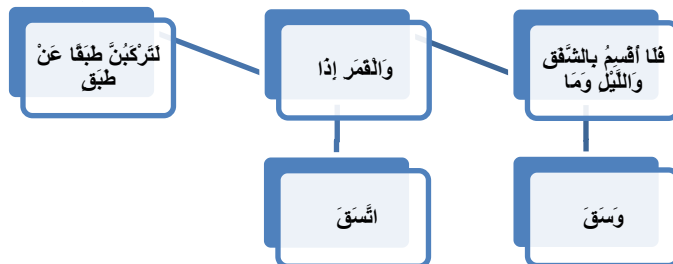 فَلَا أُقْسِمُ بِالشَّفَقِ
وَاللَّيْلِ وَمَا
وَسَقَ
وَالْقَمَرِ إِذَا
اتَّسَقَ
لَتَرْكَبُنَّ طَبَقًا عَنْ
طَبَقٍ